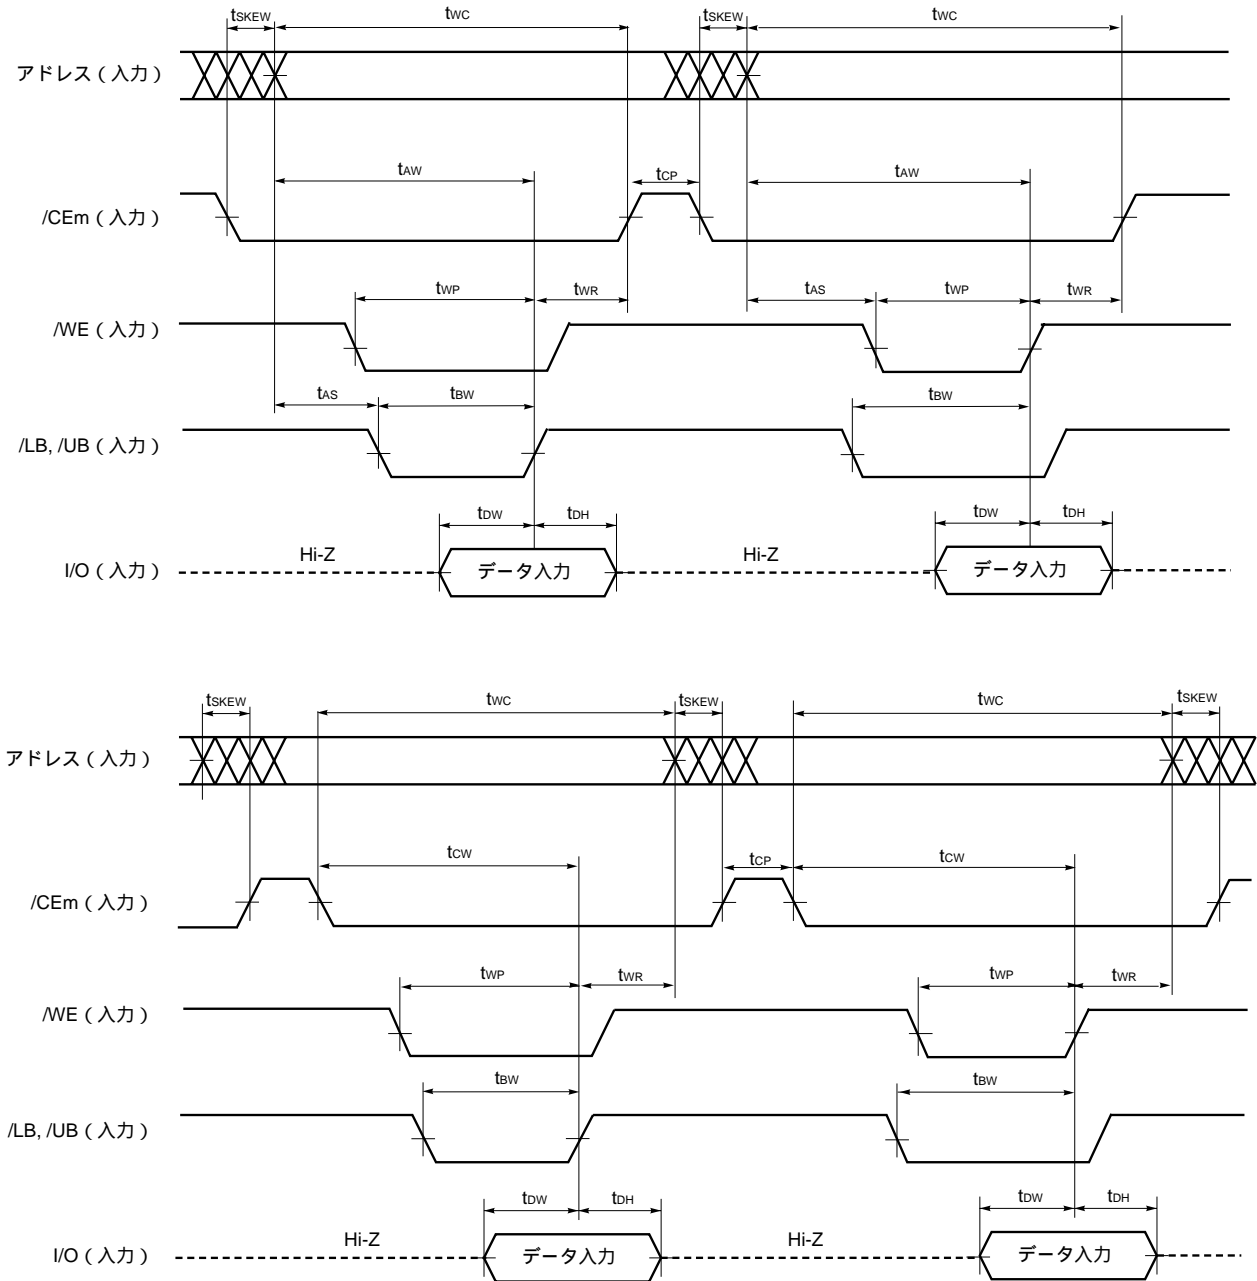 tSKEW tWC tSKEW tWC
アドレス（入力）
tAW tCP tAW
/CEm（入力）
tWP tWR tAS tWP tWR
/WE（入力）
tAS tBW tBW
/LB, /UB（入力）
tDW tDH tDW tDH
Hi-Z Hi-Z
I/O（入力） データ入力 データ入力
tSKEW tWC tSKEW tWC tSKEW
アドレス（入力）
tCW tCP tCW
/CEm（入力）
tWP tWR tWP tWR
/WE（入力）
tBW tBW
/LB, /UB（入力）
tDW tDH tDW tDH
Hi-Z Hi-Z
I/O（入力） データ入力 データ入力